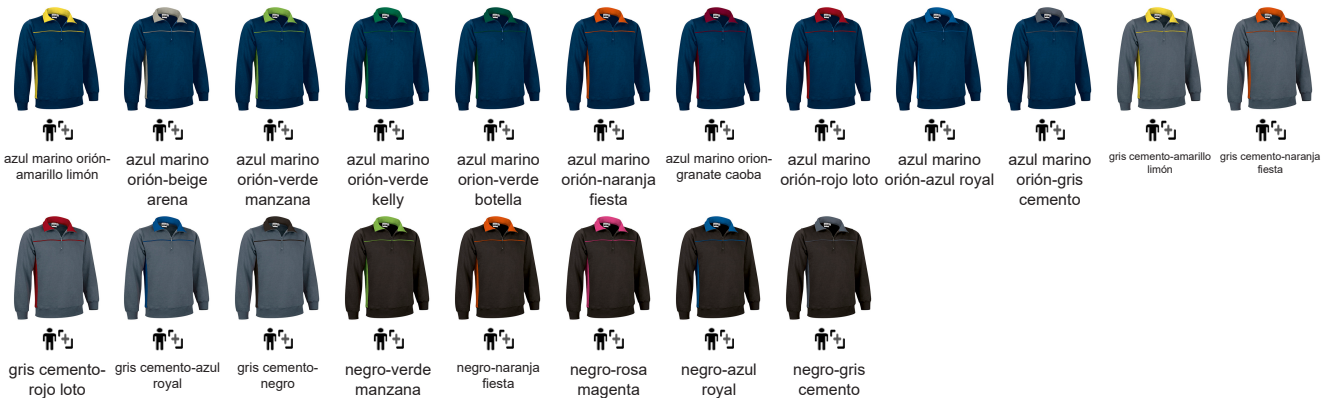 azul marino orión-
amarillo limón
azul marino
orión-beige
arena
azul marino
orión-verde
manzana
azul marino
orión-verde
kelly
azul marino
orion-verde
botella
azul marino
orión-naranja
fiesta
azul marino orion-
granate caoba
azul marino
orión-rojo loto
azul marino
orión-azul royal
azul marino
orión-gris
cemento
gris cemento-amarillo
limón
gris cemento-naranja
fiesta
gris cemento-
rojo loto
gris cemento-azul
royal
gris cemento-
negro
negro-verde
manzana
negro-naranja
fiesta
negro-rosa
magenta
negro-azul
royal
negro-gris
cemento